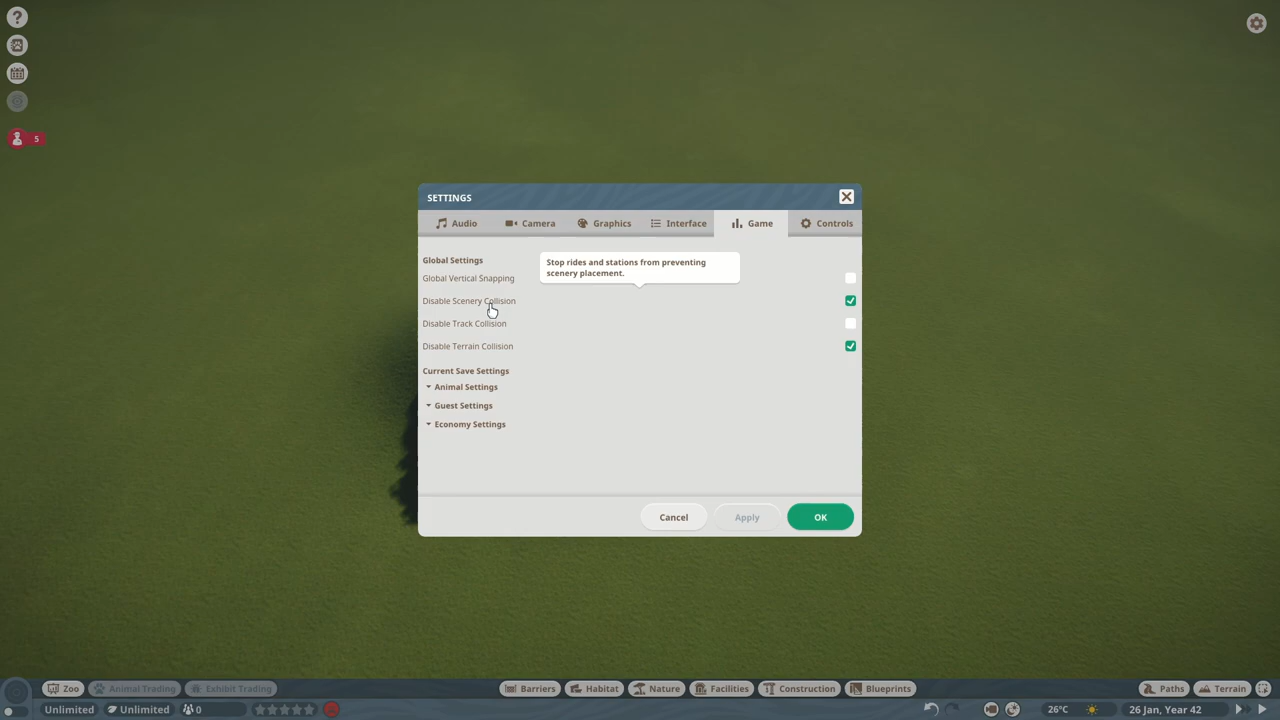 ?
5
SETTINGS
Audio Camera Graphics Interface Game Controls
Global Settings
Stop rides and stations from preventing
scenery placement.
Global Vertical Snapping
Disable Scenery Collision
Disable Track Collision
Disable Terrain Collision
Current Save Settings
Animal Settings
Guest Settings
Economy Settings
Cancel Apply OK
Zoo Animal Trading Exhibit Trading Barriers Habitat Nature Facilities Construction Blueprints Paths Terrain
Unlimited Unlimited 0 26°C 26 Jan, Year 42